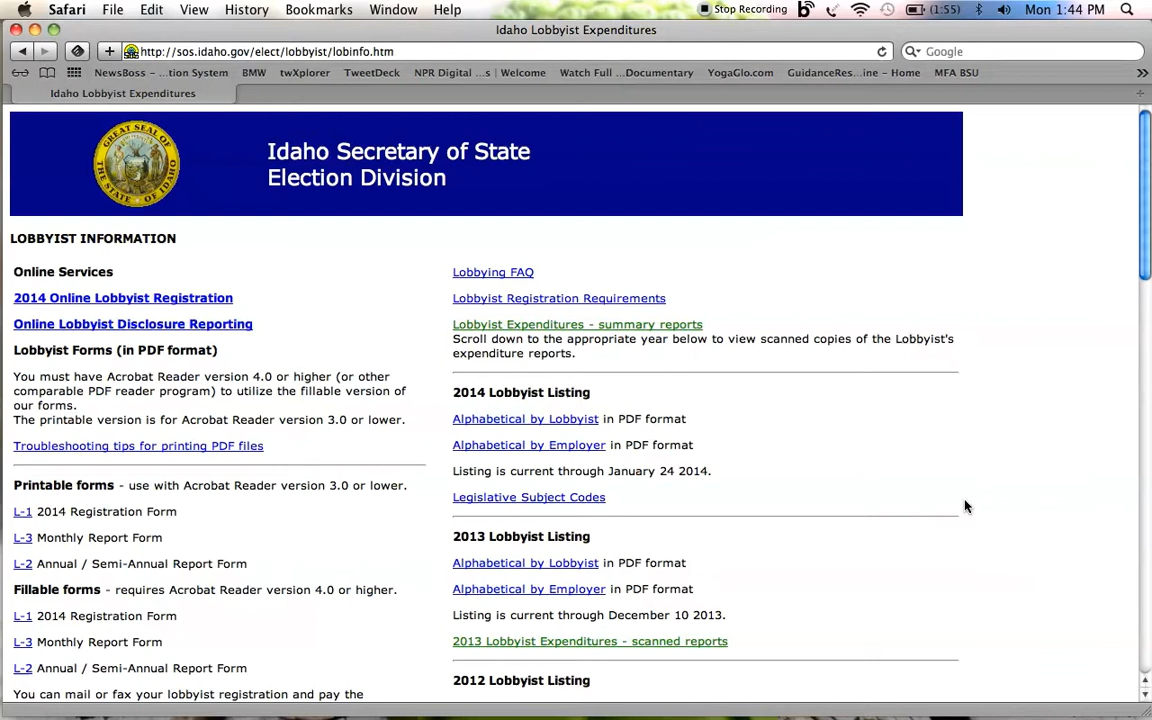 Safari File Edit View History Bookmarks Window Help Stop Recording (1:55) Mon 1:44 PM
Idaho Lobbyist Expenditures
http://sos.idaho.gov/elect/lobbyist/lobinfo.htm Google
NewsBoss – ...tion System BMW twXplorer TweetDeck NPR Digital ...s | Welcome Watch Full ...Documentary YogaGlo.com GuidanceRes...ine – Home MFA BSU
Idaho Lobbyist Expenditures
GREAT SEAL OF THE STATE OF IDAHO
Idaho Secretary of State
Election Division
LOBBYIST INFORMATION
Online Services
2014 Online Lobbyist Registration
Online Lobbyist Disclosure Reporting
Lobbyist Forms (in PDF format)
You must have Acrobat Reader version 4.0 or higher (or other
comparable PDF reader program) to utilize the fillable version of
our forms.
The printable version is for Acrobat Reader version 3.0 or lower.
Troubleshooting tips for printing PDF files
Printable forms - use with Acrobat Reader version 3.0 or lower.
L-1 2014 Registration Form
L-3 Monthly Report Form
L-2 Annual / Semi-Annual Report Form
Fillable forms - requires Acrobat Reader version 4.0 or higher.
L-1 2014 Registration Form
L-3 Monthly Report Form
L-2 Annual / Semi-Annual Report Form
You can mail or fax your lobbyist registration and pay the
Lobbying FAQ
Lobbyist Registration Requirements
Lobbyist Expenditures - summary reports
Scroll down to the appropriate year below to view scanned copies of the Lobbyist's
expenditure reports.
2014 Lobbyist Listing
Alphabetical by Lobbyist in PDF format
Alphabetical by Employer in PDF format
Listing is current through January 24 2014.
Legislative Subject Codes
2013 Lobbyist Listing
Alphabetical by Lobbyist in PDF format
Alphabetical by Employer in PDF format
Listing is current through December 10 2013.
2013 Lobbyist Expenditures - scanned reports
2012 Lobbyist Listing